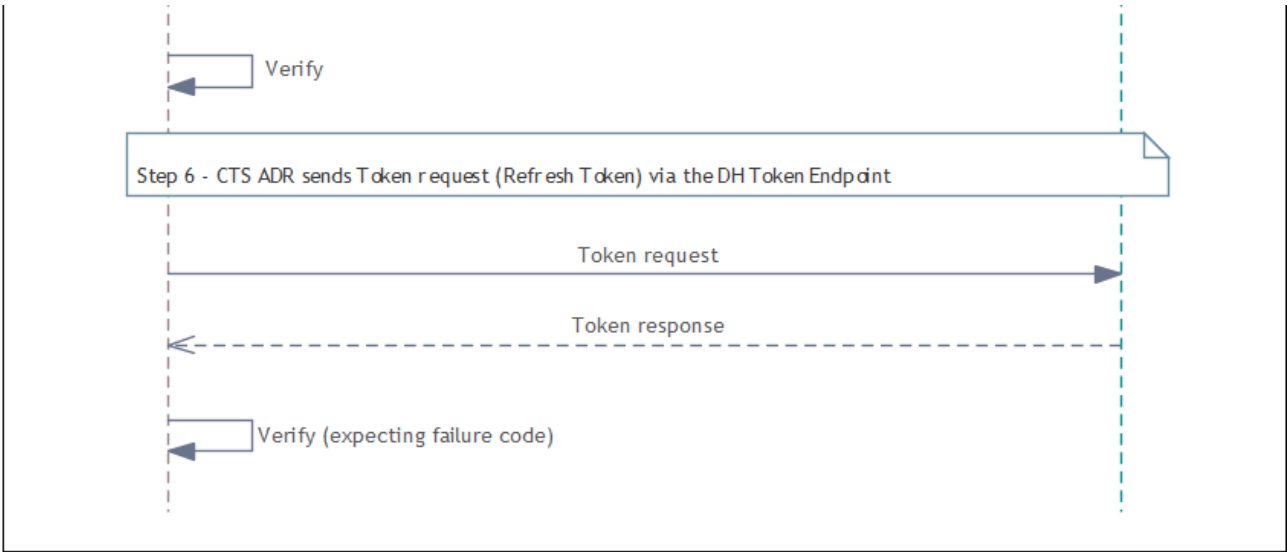 Verify
Step 6 - CTS ADR sends Token request (Refresh Token) via the DH Token Endpoint
Token request
Token response
Verify (expecting failure code)